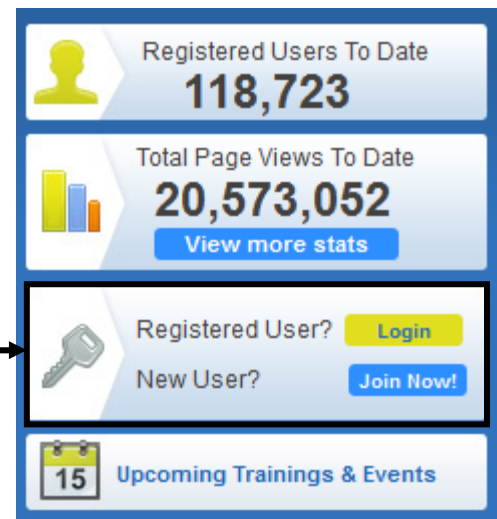 Registered Users To Date
118,723
Total Page Views To Date
20,573,052
View more stats
Registered User? Login
New User? Join Now!
15 Upcoming Trainings & Events